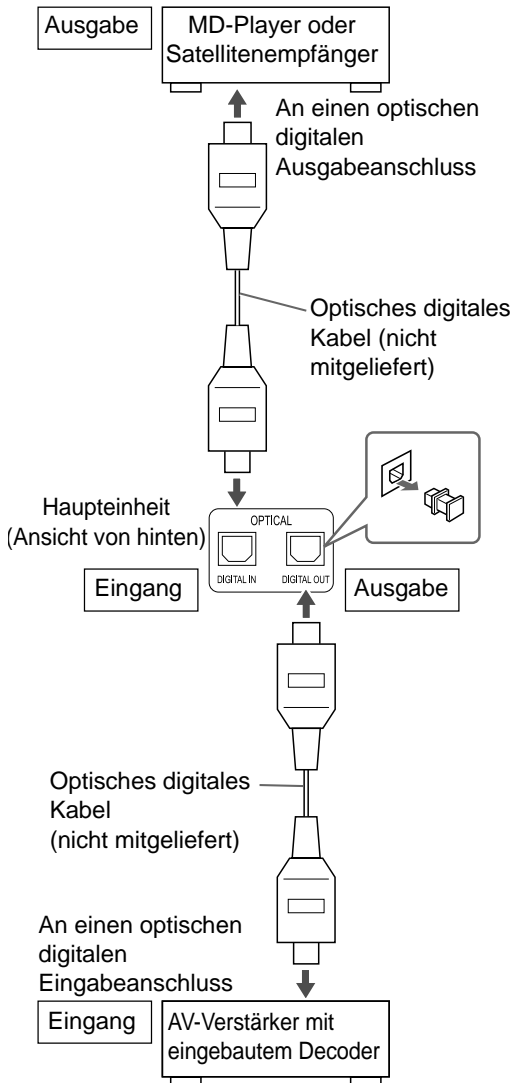 Ausgabe
MD-Player oder
Satellitenempfänger
An einen optischen
digitalen
Ausgabeanschluss
Optisches digitales
Kabel (nicht
mitgeliefert)
Haupteinheit
(Ansicht von hinten)
OPTICAL
DIGITAL IN
DIGITAL OUT
Eingang
Ausgabe
Optisches digitales
Kabel
(nicht mitgeliefert)
An einen optischen
digitalen
Eingabeanschluss
Eingang
AV-Verstärker mit
eingebautem Decoder